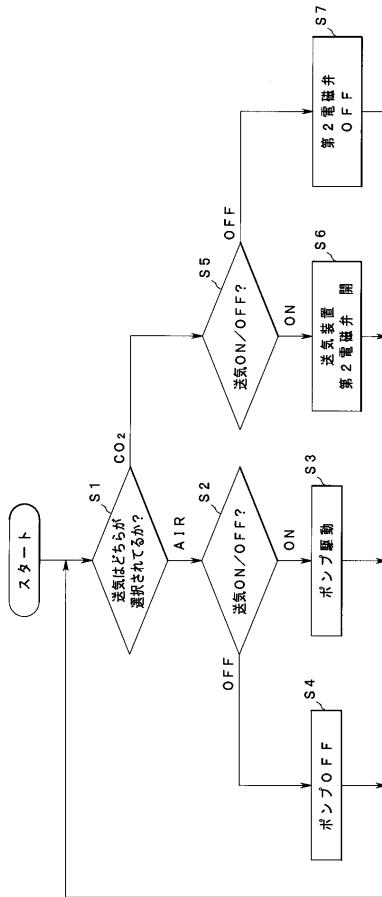 スタート
S1
送気はどちらが
選択されてるか?
CO₂
AIR
S2
送気ON/OFF?
OFF
ON
S3
ポンプ駆動
S4
ポンプOFF
S5
送気ON/OFF?
OFF
ON
S6
送気装置
第2電磁弁 開
S7
第2電磁弁
OFF